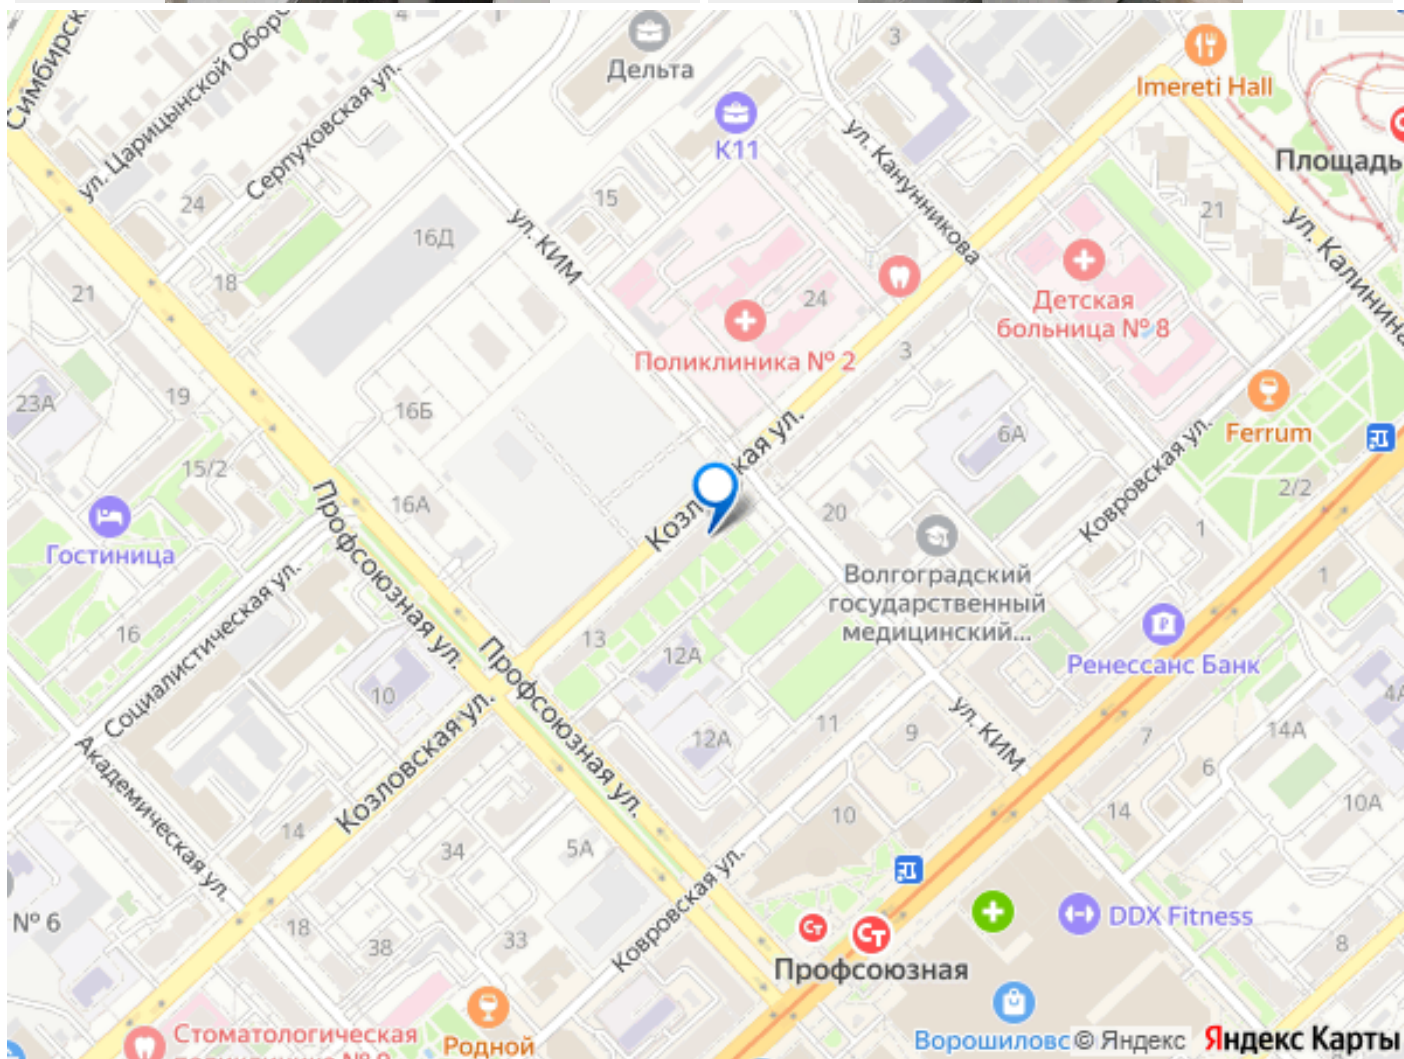 Симбирска
4
ул. Царицынской Оборо
Серпуховская ул.
Дельта
3
Imereti Hall
К11
ул. Канунникова
Площадь
24
15
ул. КИМ
16Д
21
ул. Калинина
18
21
24
Детская
больница № 8
Поликлиника № 2
3
19
23А
16Б
6А
Ferrum
15/2
Ковровская ул.
2/2
16А
20
1
Козл
кая ул.
Гостиница
Профсоюзная ул.
Волгоградский
государственный
медицинский...
1
16
Социалистическая ул.
13
12А
Ренессанс Банк
10
Профсоюзная ул.
4А
Козловская ул.
ул. КИМ
11
9
7
14А
12А
Академическая ул.
6
10
14
10А
14
34
5А
Ковровская ул.
№ 6
18
38
33
DDX Fitness
8
Ст
Ст
Профсоюзная
Стоматологическая
Родной
Ворошиловс
© Яндекс
Яндекс Карты